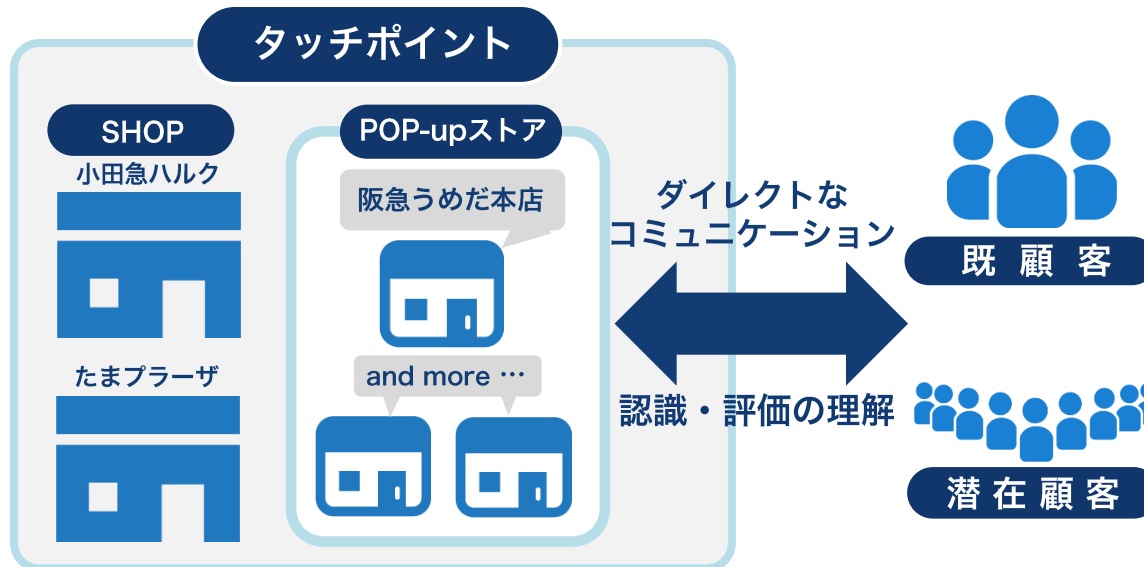 タッチポイント
SHOP
小田急ハルク
たまプラーザ
POP-upストア
阪急うめだ本店
and more …
ダイレクトな
コミュニケーション
認識・評価の理解
既顧客
潜在顧客